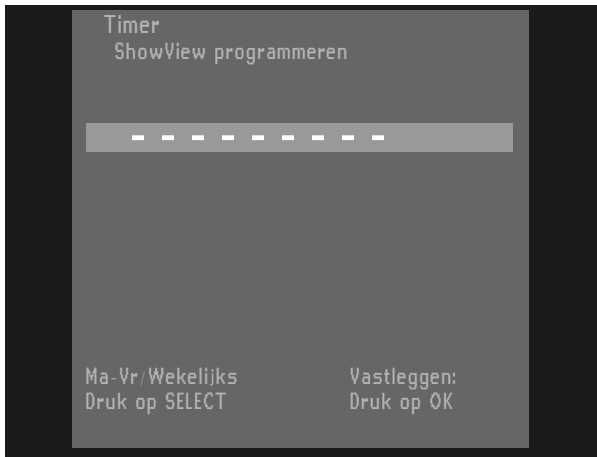 Timer
ShowView programmeren
- - - - - - - - -
Ma-Vr/Wekelijks
Druk op SELECT
Vastleggen:
Druk op OK